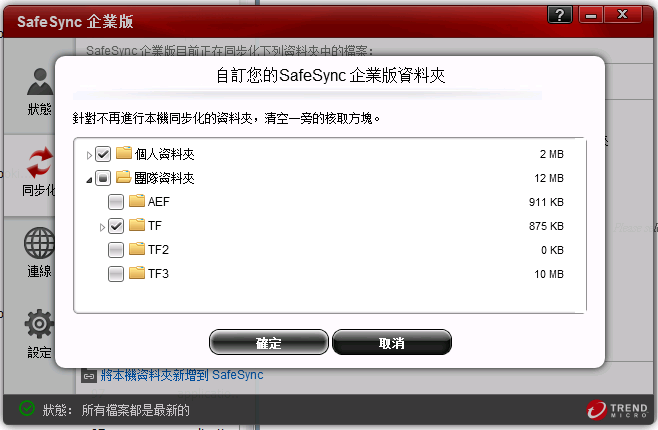 SafeSync 企業版
?
SafeSync 企業版目前正在同步化下列資料夾中的檔案:
自訂您的SafeSync 企業版資料夾
針對不再進行本機同步化的資料夾，清空一旁的核取方塊。
個人資料夾 2 MB
團隊資料夾 12 MB
AEF 911 KB
TF 875 KB
TF2 0 KB
TF3 10 MB
確定 取消
狀態
同步化
連線
設定
將本機資料夾新增到 SafeSync
狀態: 所有檔案都是最新的
TREND
MICRO